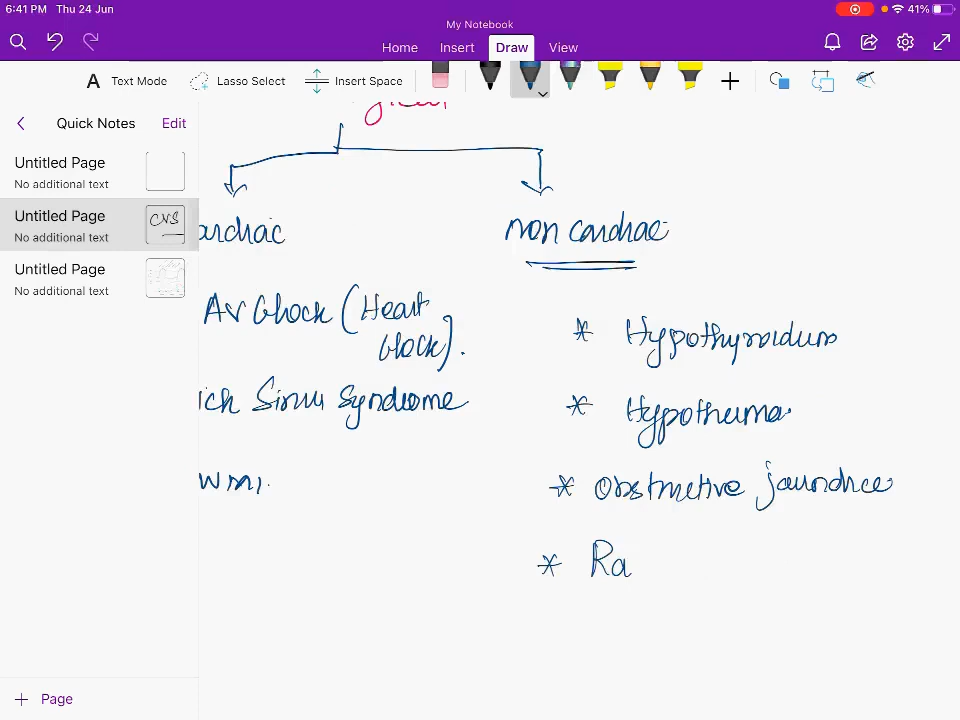 6:41 PM Thu 24 Jun
41%
My Notebook
Home Insert Draw View
Text Mode Lasso Select Insert Space
Quick Notes Edit
Untitled Page
No additional text
Untitled Page
No additional text
CNS
Untitled Page
No additional text
Page
ardiac
non cardiac
AV Block (Heart
block).
ick Sinus Syndrome
WMI
* Hypothyroidism
* Hypothermia
* Obstructive jaundice
* Ra